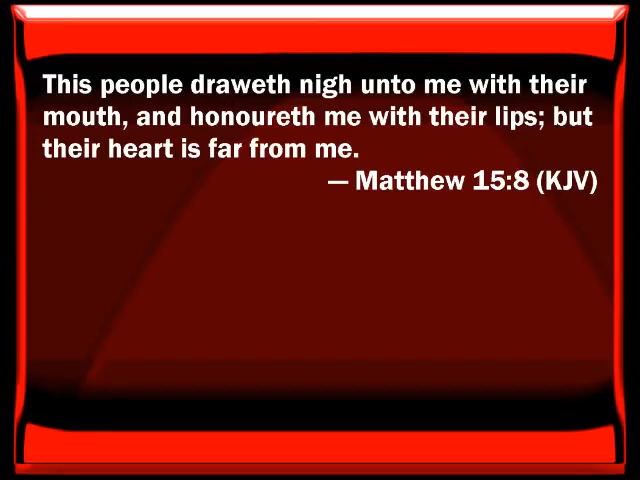 This people draweth nigh unto me with their
mouth, and honoureth me with their lips; but
their heart is far from me.
— Matthew 15:8 (KJV)